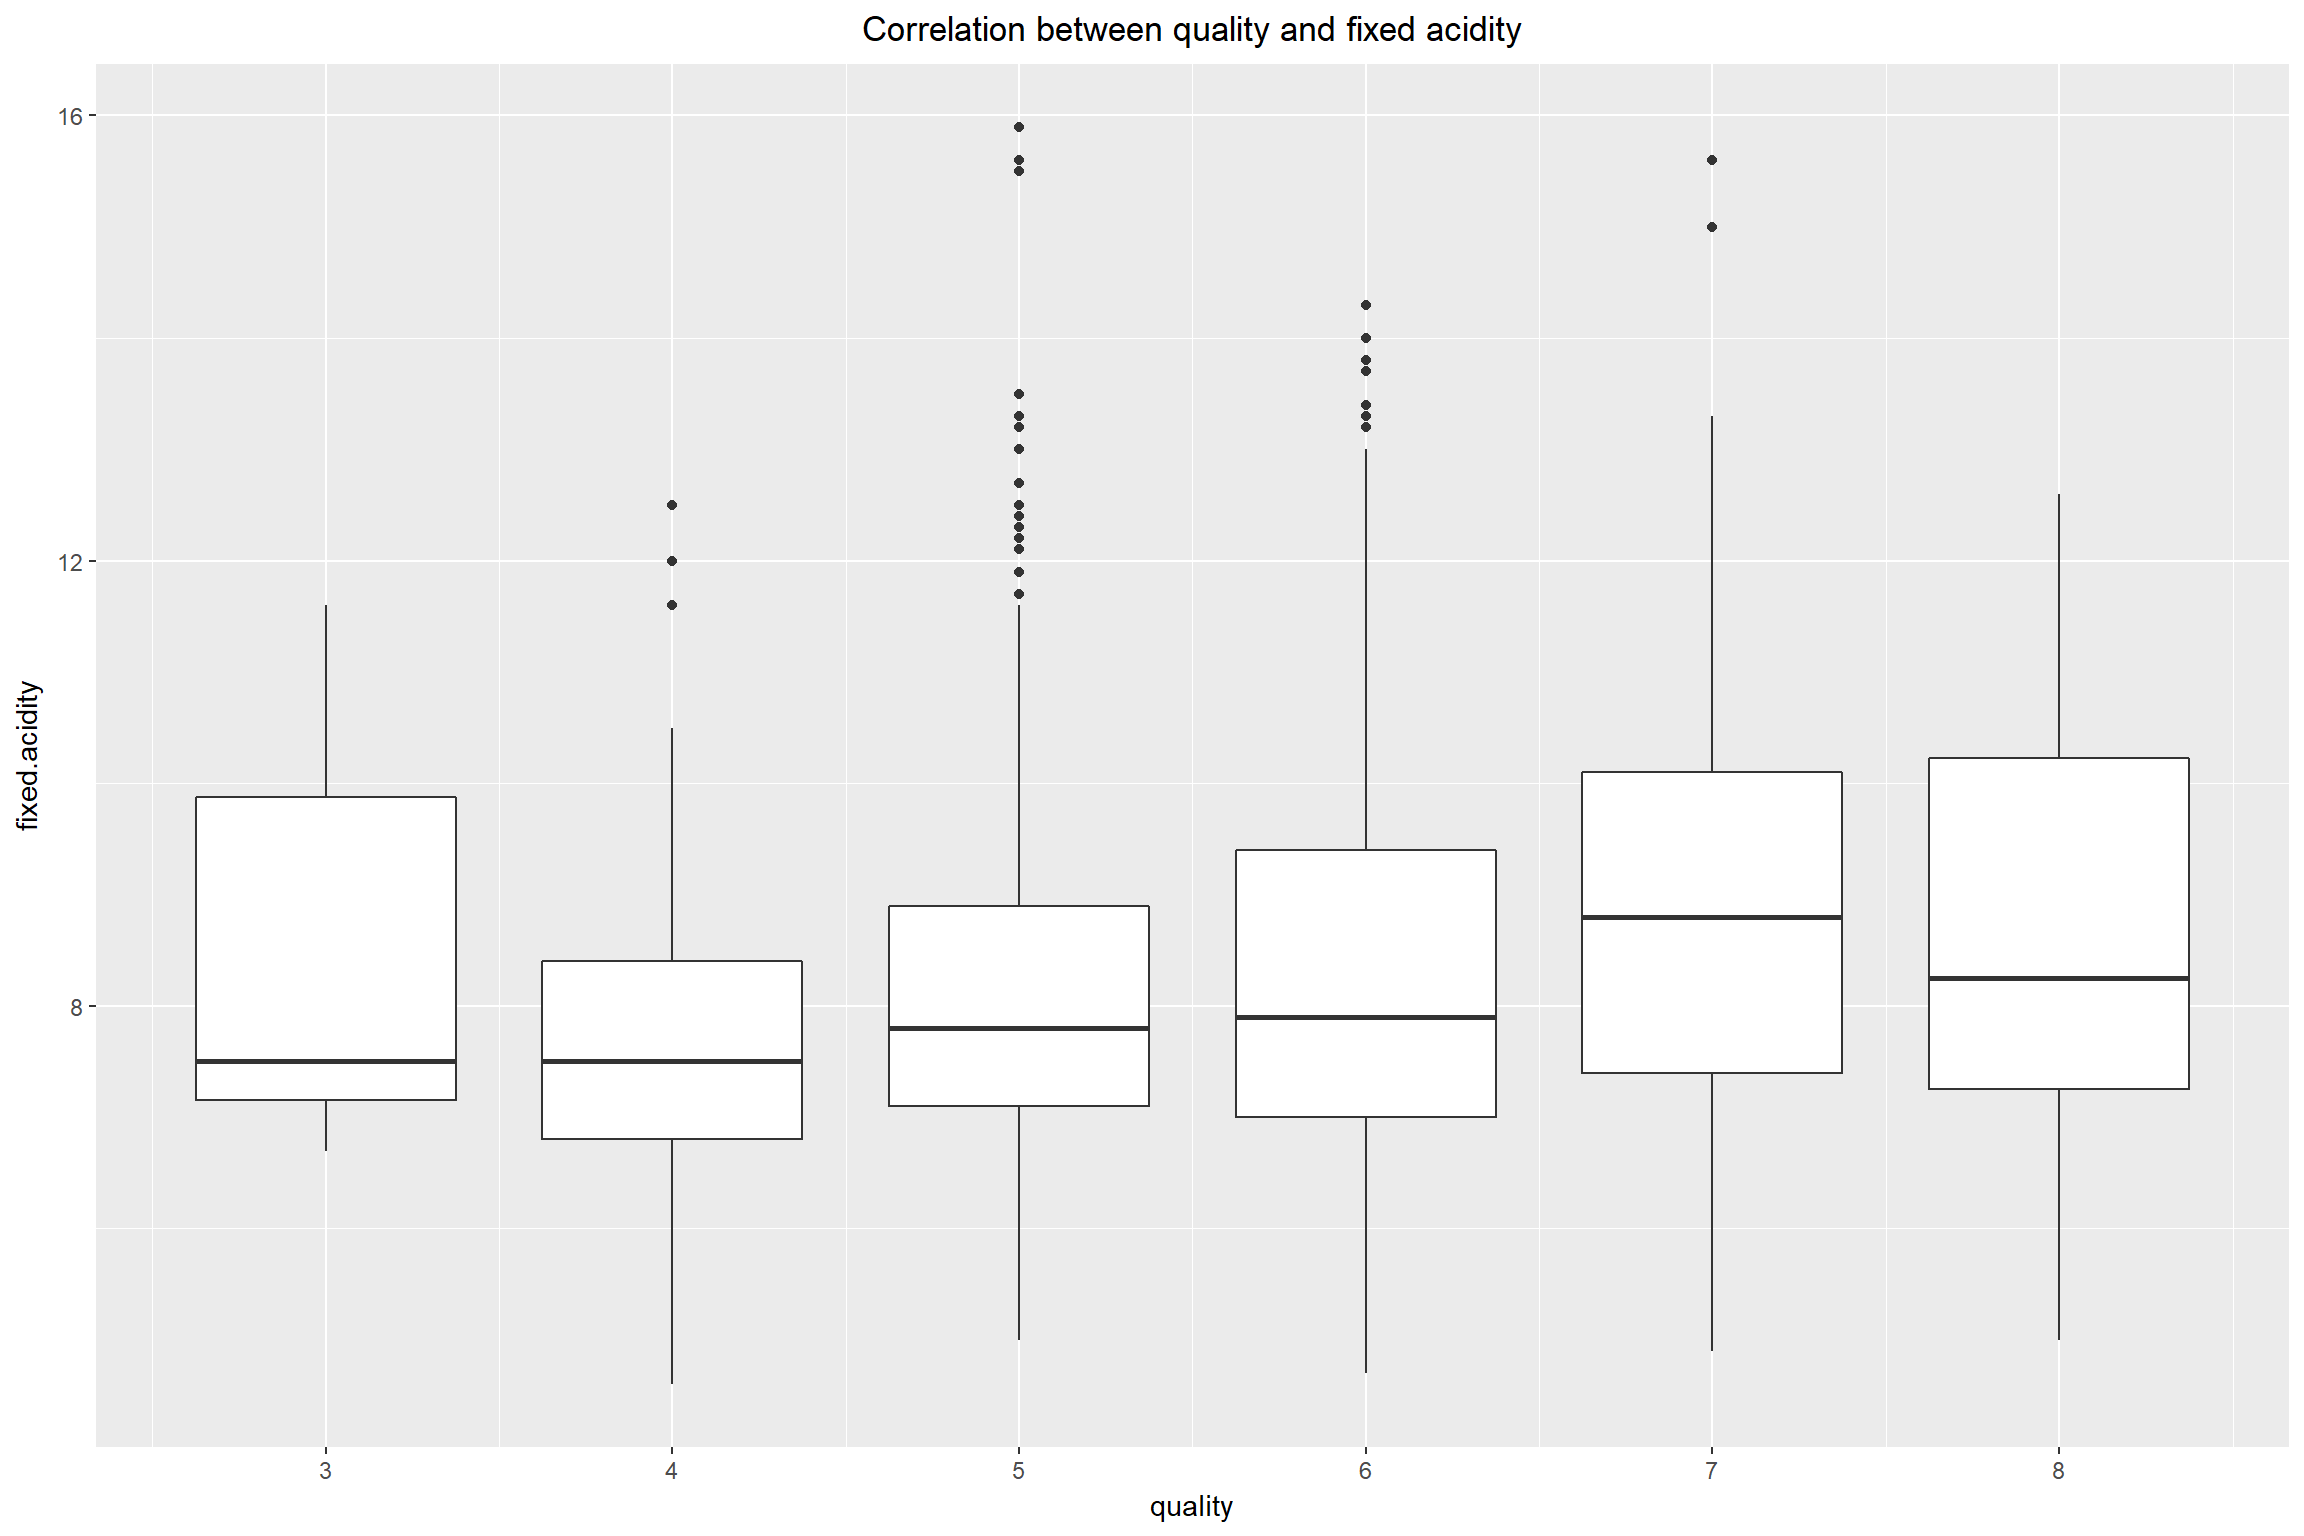 Correlation between quality and fixed acidity
16
12
8
fixed.acidity
3 4 5 6 7 8
quality